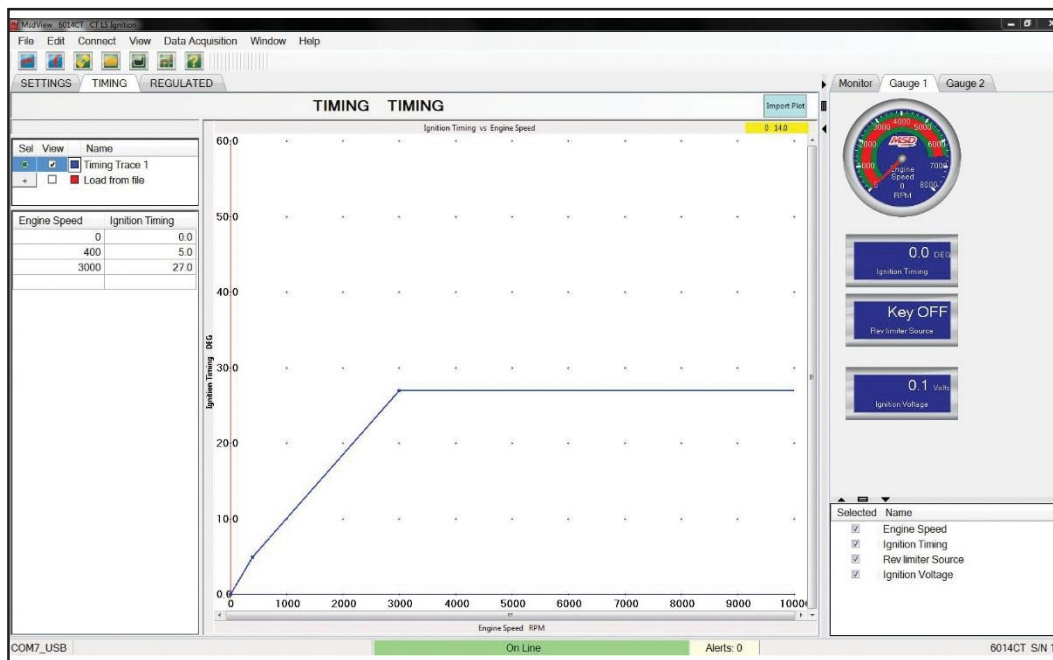 MsdView 6014CT CT LS Ignition
File Edit Connect View Data Acquisition Window Help
SETTINGS TIMING REGULATED
TIMING TIMING
Import Plot
Sel View Name
Timing Trace 1
+ Load from file
Engine Speed Ignition Timing
0 0.0
400 5.0
3000 27.0
Ignition Timing vs Engine Speed
0 14.0
60.0
50.0
40.0
30.0
20.0
10.0
0.0
Ignition Timing DEG
0 1000 2000 3000 4000 5000 6000 7000 8000 9000 1000
Engine Speed RPM
Monitor Gauge 1 Gauge 2
0 1000 2000 3000 4000 5000 6000 7000 8000
MSD
Engine
Speed
0
RPM
0.0 DEG
Ignition Timing
Key OFF
Rev limiter Source
0.1 Volts
Ignition Voltage
Selected Name
Engine Speed
Ignition Timing
Rev limiter Source
Ignition Voltage
COM7_USB On Line Alerts: 0 6014CT S/N 1